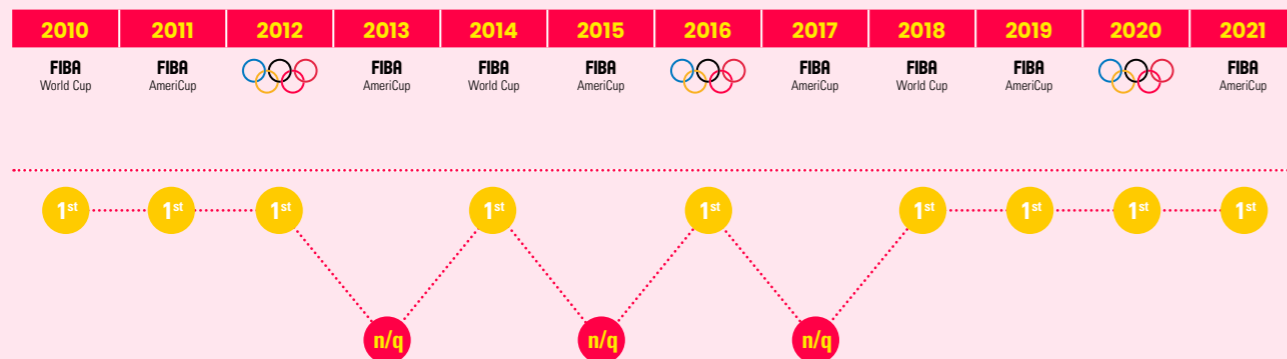 2010 2011 2012 2013 2014 2015 2016 2017 2018 2019 2020 2021
FIBA FIBA FIBA FIBA FIBA FIBA FIBA FIBA FIBA
World Cup AmeriCup AmeriCup World Cup AmeriCup AmeriCup World Cup AmeriCup AmeriCup
1st 1st 1st 1st 1st 1st 1st 1st 1st
n/q n/q n/q